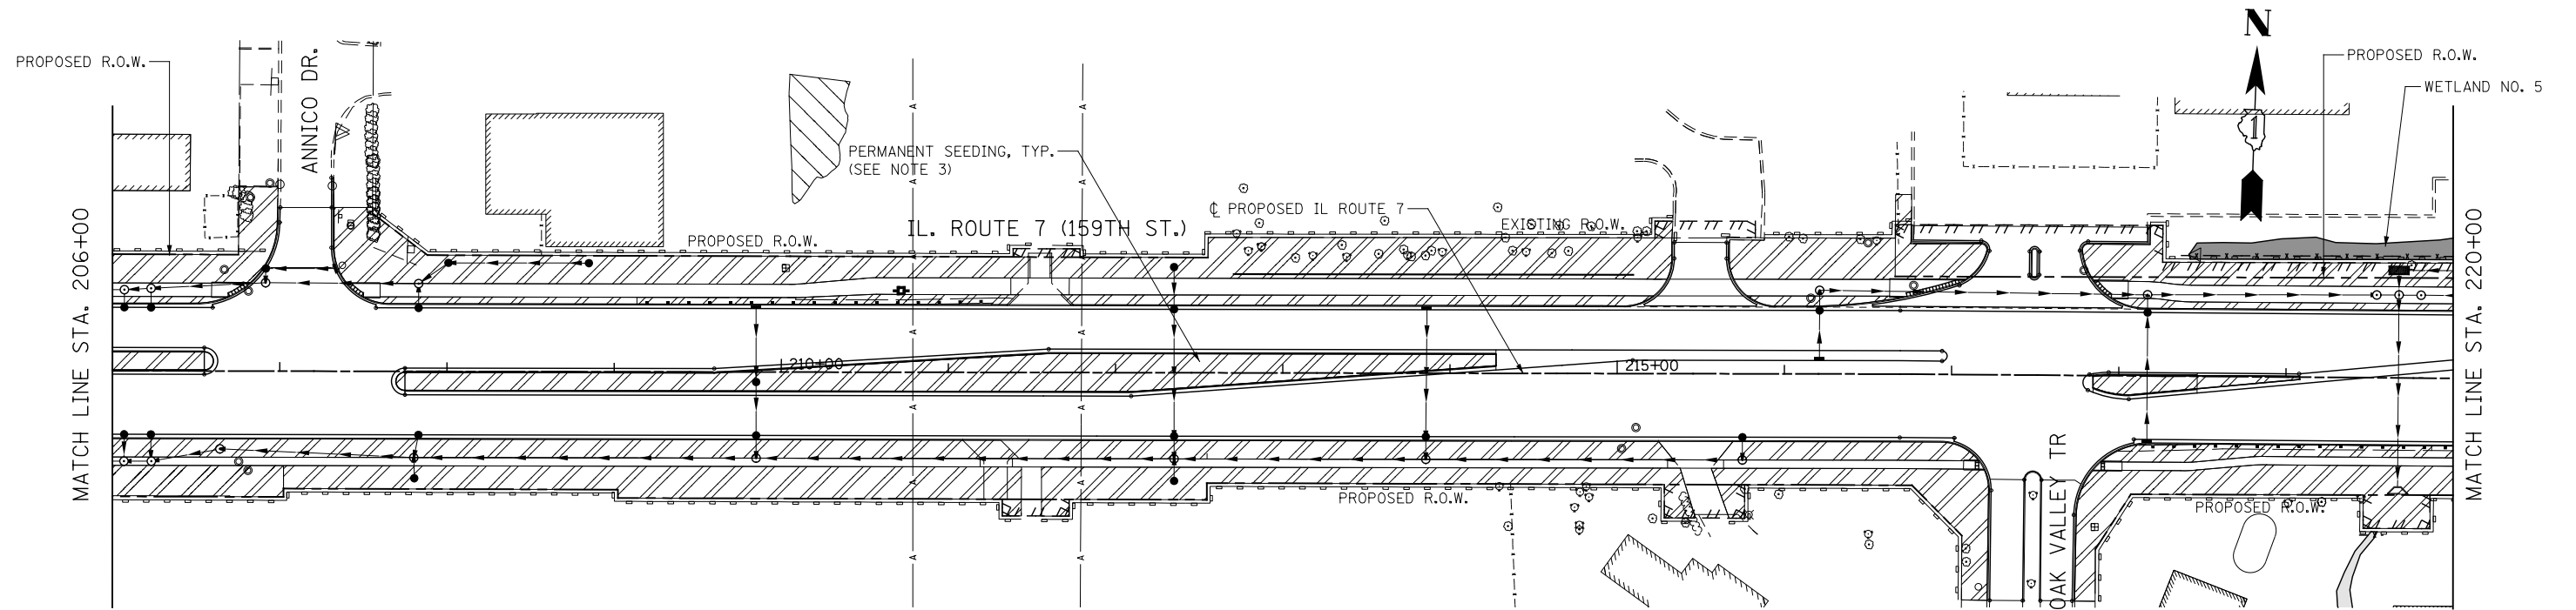 N
PROPOSED R.O.W.
PROPOSED R.O.W.
WETLAND NO. 5
ANNICO DR.
1
PERMANENT SEEDING, TYP.
(SEE NOTE 3)
℄ PROPOSED IL ROUTE 7
IL. ROUTE 7 (159TH ST.)
EXISTING R.O.W.
PROPOSED R.O.W.
MATCH LINE STA. 206+00
MATCH LINE STA. 220+00
210+00
215+00
A
A
A
A
A
A
A
A
PROPOSED R.O.W.
PROPOSED R.O.W.
OAK VALLEY TR